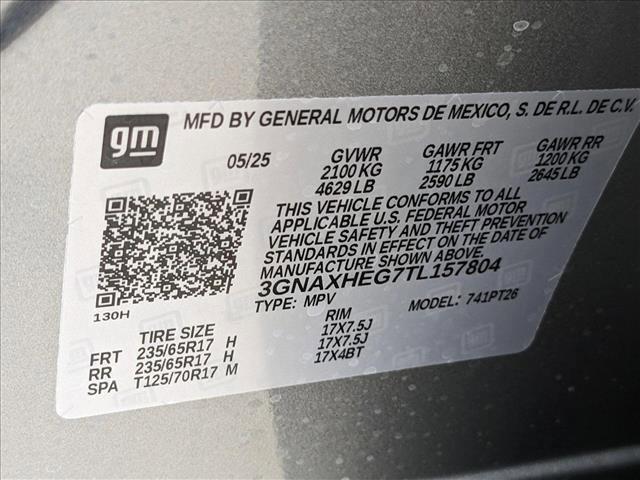 gm
MFD BY GENERAL MOTORS DE MEXICO, S. DE R.L. DE C.V.
05/25 GVWR GAWR FRT GAWR RR
2100 KG 1175 KG 1200 KG
4629 LB 2590 LB 2645 LB
THIS VEHICLE CONFORMS TO ALL
APPLICABLE U.S. FEDERAL MOTOR
VEHICLE SAFETY AND THEFT PREVENTION
STANDARDS IN EFFECT ON THE DATE OF
MANUFACTURE SHOWN ABOVE.
3GNAXHEG7TL157804
130H
TYPE: MPV MODEL: 741PT26
TIRE SIZE RIM
FRT 235/65R17 H 17X7.5J
RR 235/65R17 H 17X7.5J
SPA T125/70R17 M 17X4BT